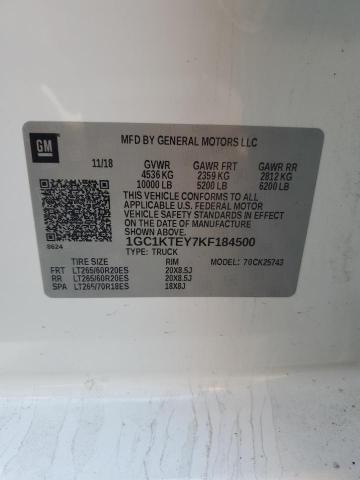 GM
MFD BY GENERAL MOTORS LLC
11/18 GVWR GAWR FRT GAWR RR
4536 KG 2359 KG 2812 KG
10000 LB 5200 LB 6200 LB
THIS VEHICLE CONFORMS TO ALL
APPLICABLE U.S. FEDERAL MOTOR
VEHICLE SAFETY STANDARDS IN
EFFECT ON THE DATE OF
MANUFACTURE SHOWN ABOVE.
8624
1GC1KTEY7KF184500
TYPE: TRUCK
TIRE SIZE RIM MODEL: 70CK25743
FRT LT265/60R20ES 20X8.5J
RR LT265/60R20ES 20X8.5J
SPA LT265/70R18ES 18X8J